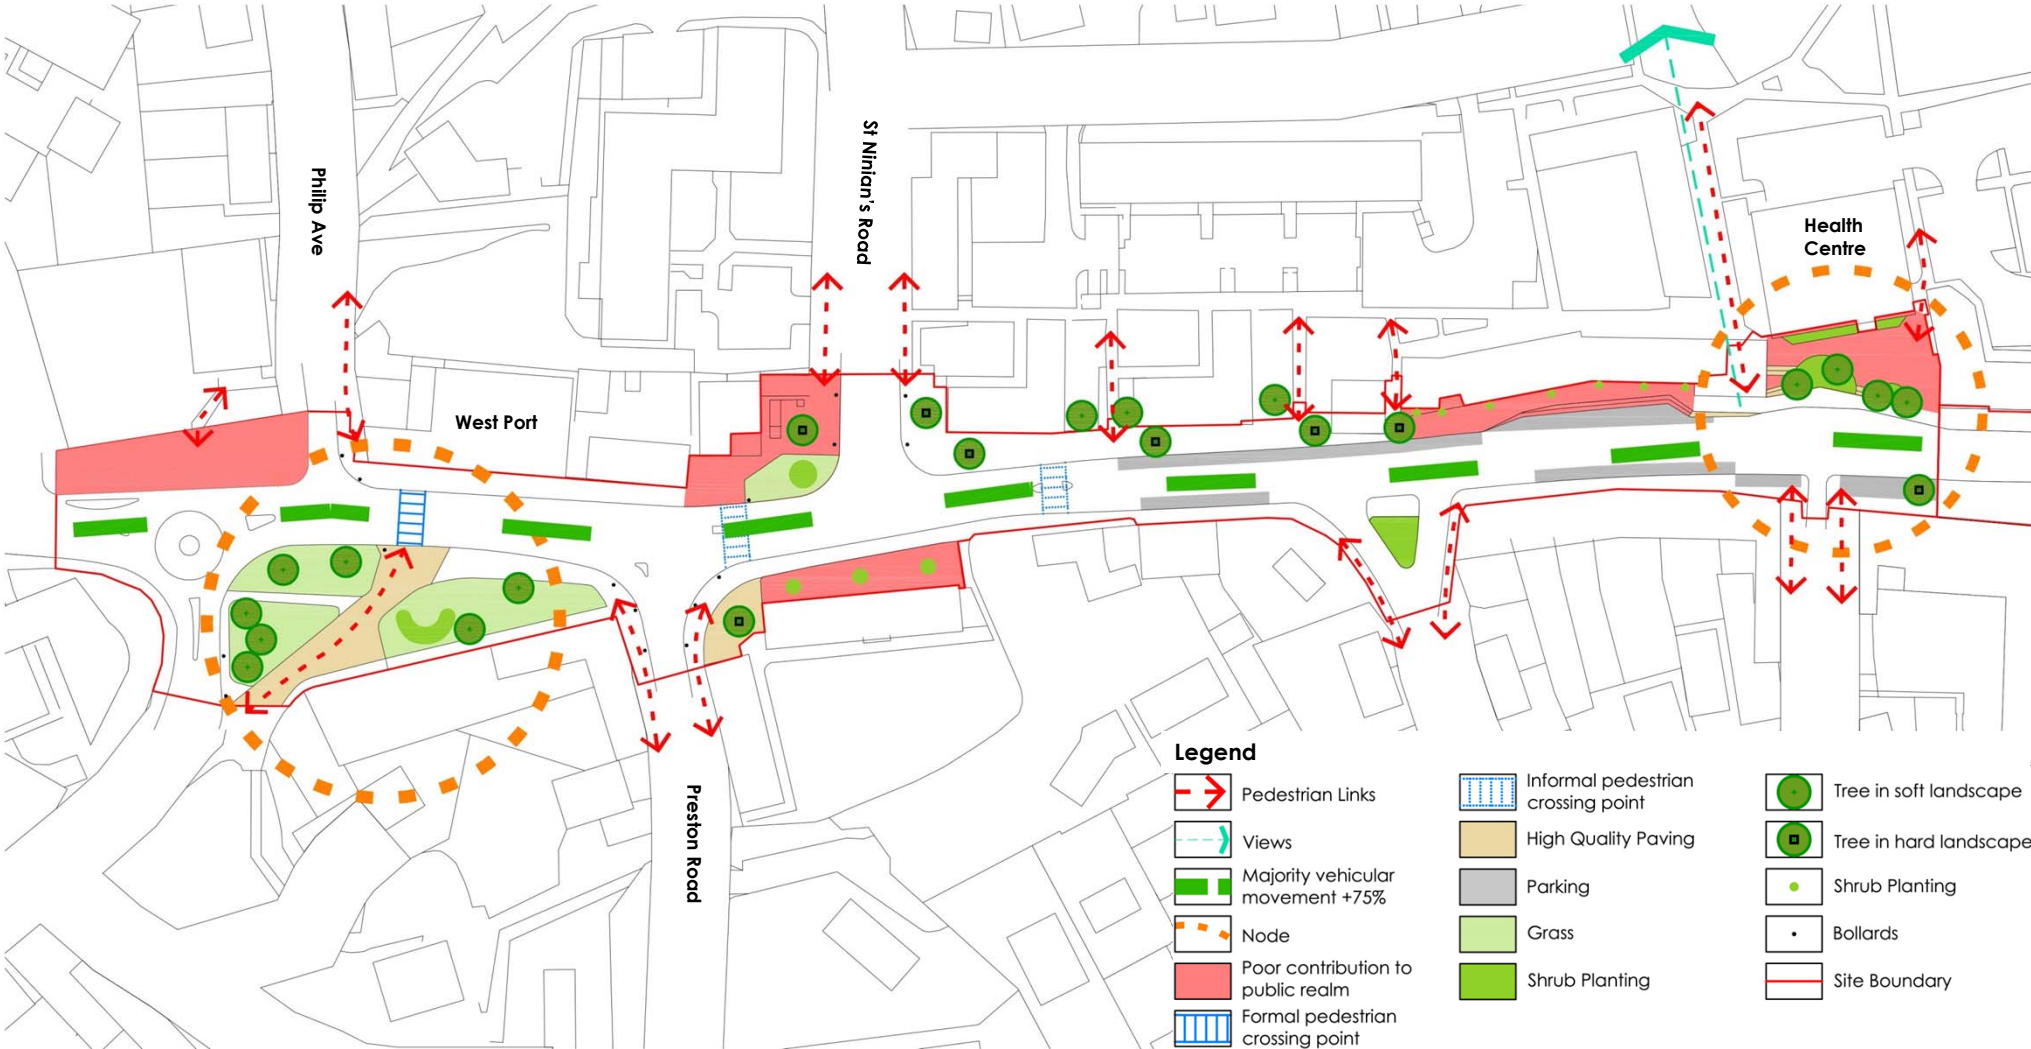 St Ninian's Road
Philip Ave
Health
Centre
West Port
Preston Road
Legend
Pedestrian Links
Views
Majority vehicular
movement +75%
Node
Poor contribution to
public realm
Formal pedestrian
crossing point
Informal pedestrian
crossing point
High Quality Paving
Parking
Grass
Shrub Planting
Tree in soft landscape
Tree in hard landscape
Shrub Planting
Bollards
Site Boundary